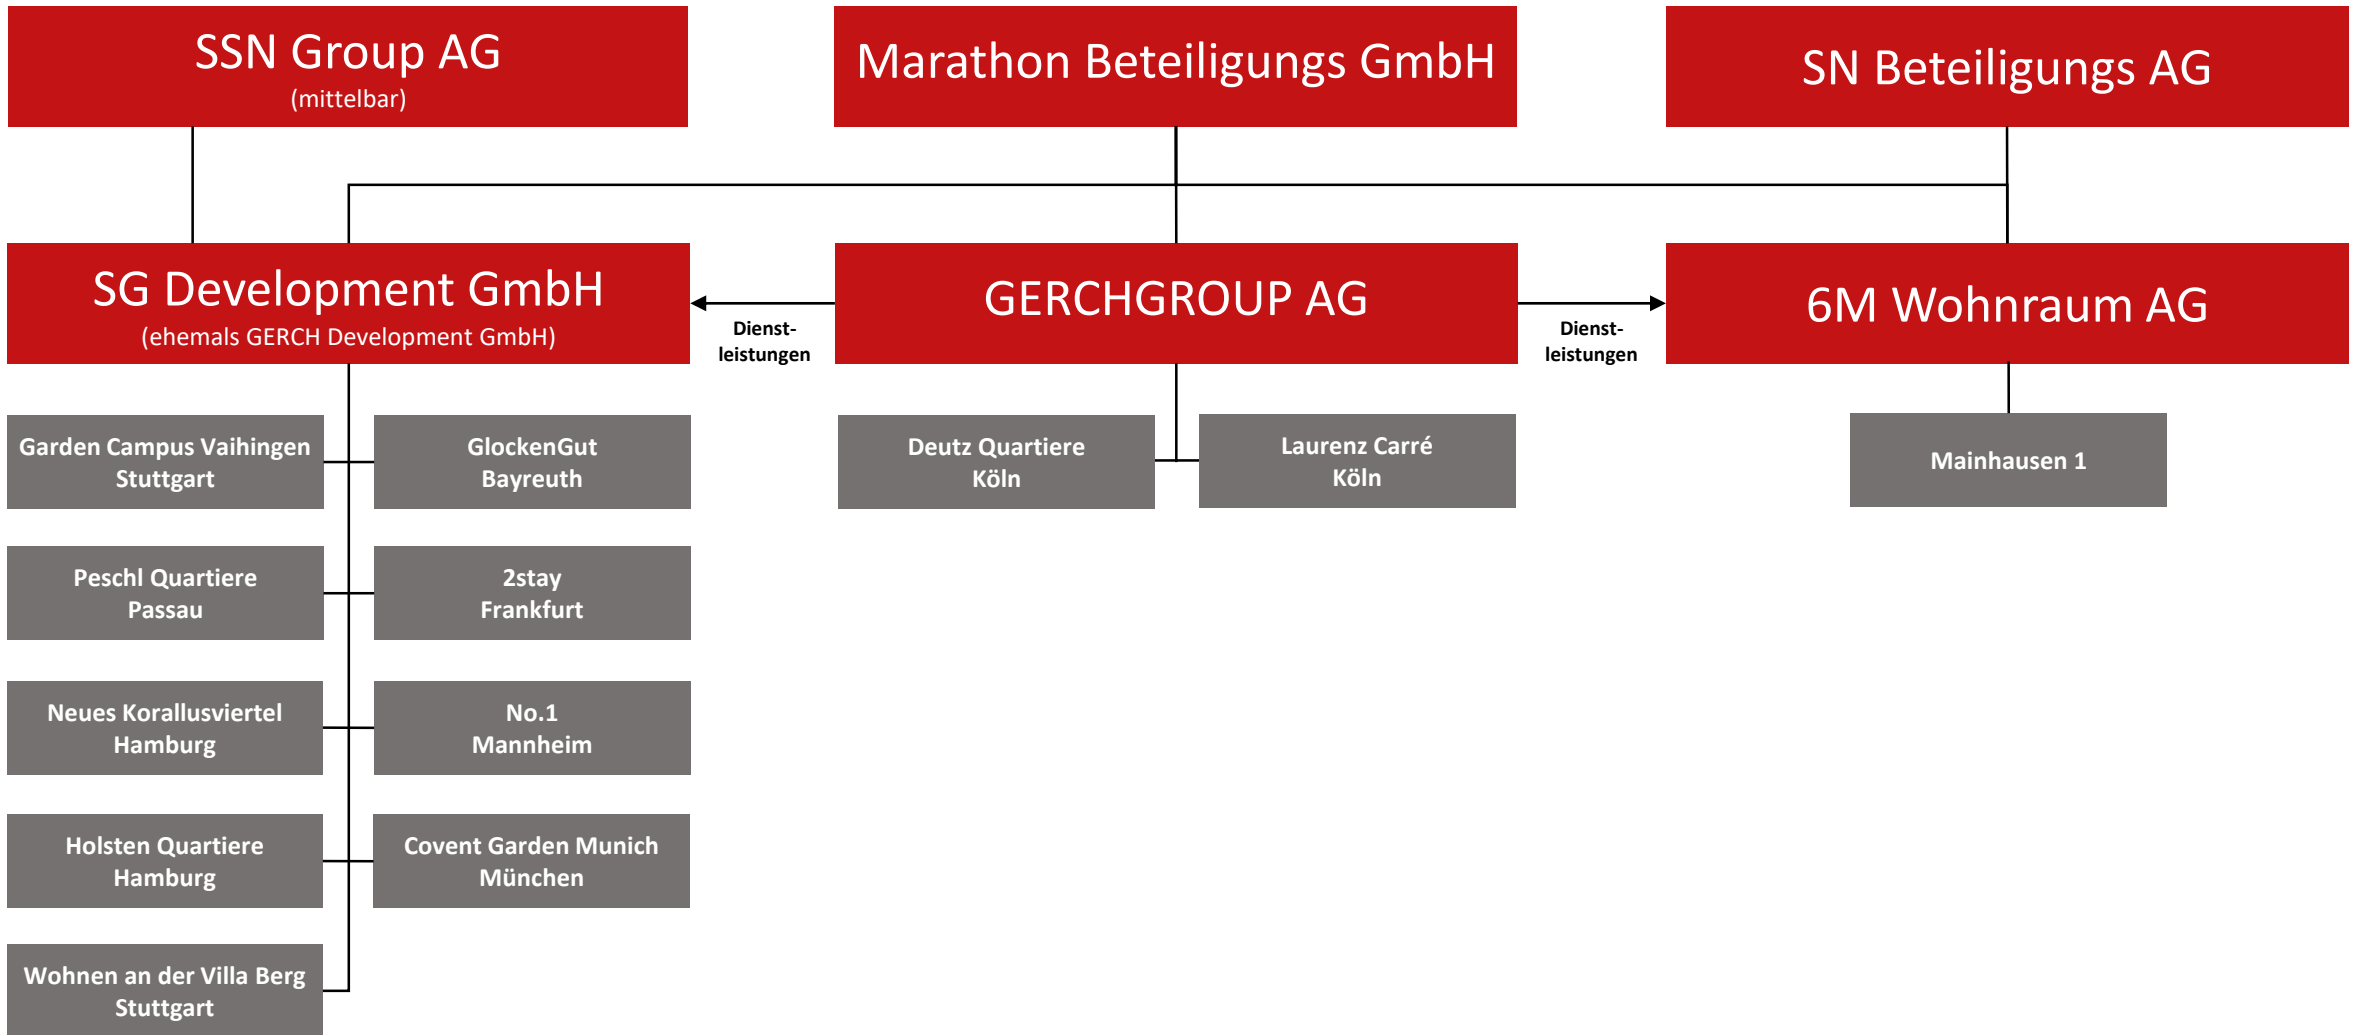 SSN Group AG
(mittelbar)
Marathon Beteiligungs GmbH
SN Beteiligungs AG
SG Development GmbH
(ehemals GERCH Development GmbH)
Dienst-
leistungen
GERCHGROUP AG
Dienst-
leistungen
6M Wohnraum AG
Garden Campus Vaihingen
Stuttgart
GlockenGut
Bayreuth
Deutz Quartiere
Köln
Laurenz Carré
Köln
Mainhausen 1
Peschl Quartiere
Passau
2stay
Frankfurt
Neues Korallusviertel
Hamburg
No.1
Mannheim
Holsten Quartiere
Hamburg
Covent Garden Munich
München
Wohnen an der Villa Berg
Stuttgart